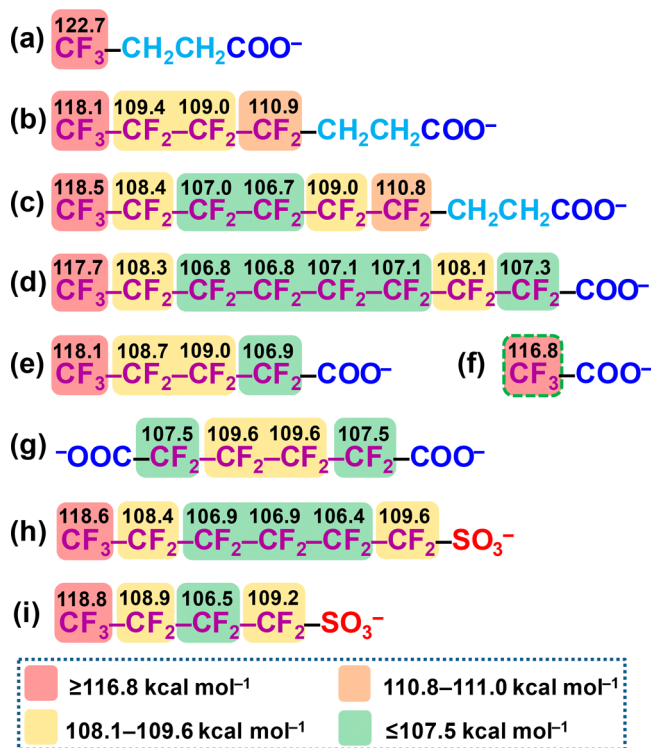 122.7
(a) CF₃–CH₂CH₂COO⁻
118.1 109.4 109.0 110.9
(b) CF₃–CF₂–CF₂–CF₂–CH₂CH₂COO⁻
118.5 108.4 107.0 106.7 109.0 110.8
(c) CF₃–CF₂–CF₂–CF₂–CF₂–CF₂–CH₂CH₂COO⁻
117.7 108.3 106.8 106.8 107.1 107.1 108.1 107.3
(d) CF₃–CF₂–CF₂–CF₂–CF₂–CF₂–CF₂–CF₂–COO⁻
118.1 108.7 109.0 106.9
(e) CF₃–CF₂–CF₂–CF₂–COO⁻
116.8
(f) CF₃–COO⁻
107.5 109.6 109.6 107.5
(g) ⁻OOC–CF₂–CF₂–CF₂–CF₂–COO⁻
118.6 108.4 106.9 106.9 106.4 109.6
(h) CF₃–CF₂–CF₂–CF₂–CF₂–CF₂–SO₃⁻
118.8 108.9 106.5 109.2
(i) CF₃–CF₂–CF₂–CF₂–SO₃⁻
≥116.8 kcal mol⁻¹
110.8–111.0 kcal mol⁻¹
108.1–109.6 kcal mol⁻¹
≤107.5 kcal mol⁻¹